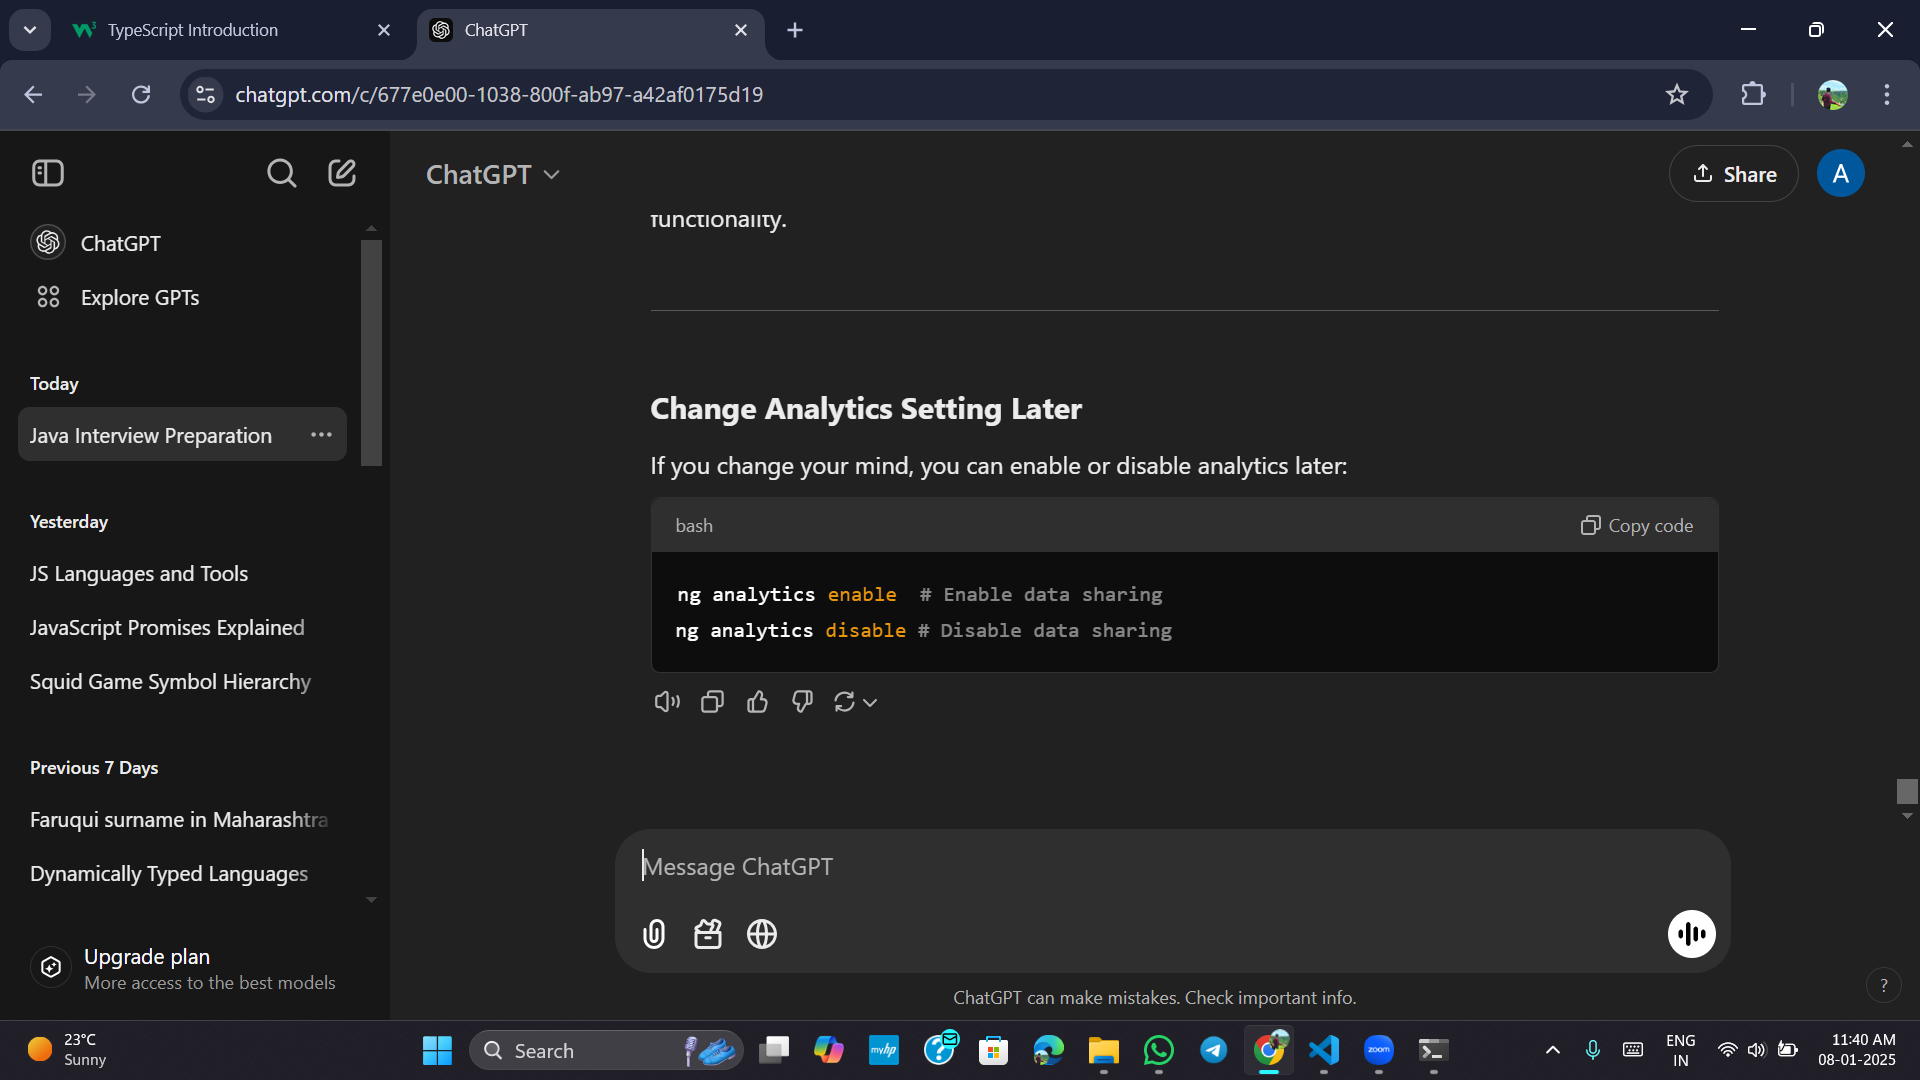 TypeScript Introduction
ChatGPT
chatgpt.com/c/677e0e00-1038-800f-ab97-a42af0175d19
ChatGPT
Share
A
ChatGPT
Explore GPTs
Today
Java Interview Preparation
Yesterday
JS Languages and Tools
JavaScript Promises Explained
Squid Game Symbol Hierarchy
Previous 7 Days
Faruqui surname in Maharashtra
Dynamically Typed Languages
Upgrade plan
More access to the best models
functionality.
Change Analytics Setting Later
If you change your mind, you can enable or disable analytics later:
bash
Copy code
ng analytics enable  # Enable data sharing
ng analytics disable # Disable data sharing
Message ChatGPT
ChatGPT can make mistakes. Check important info.
?
23°C
Sunny
Search
myhp
zoom
ENG
IN
11:40 AM
08-01-2025